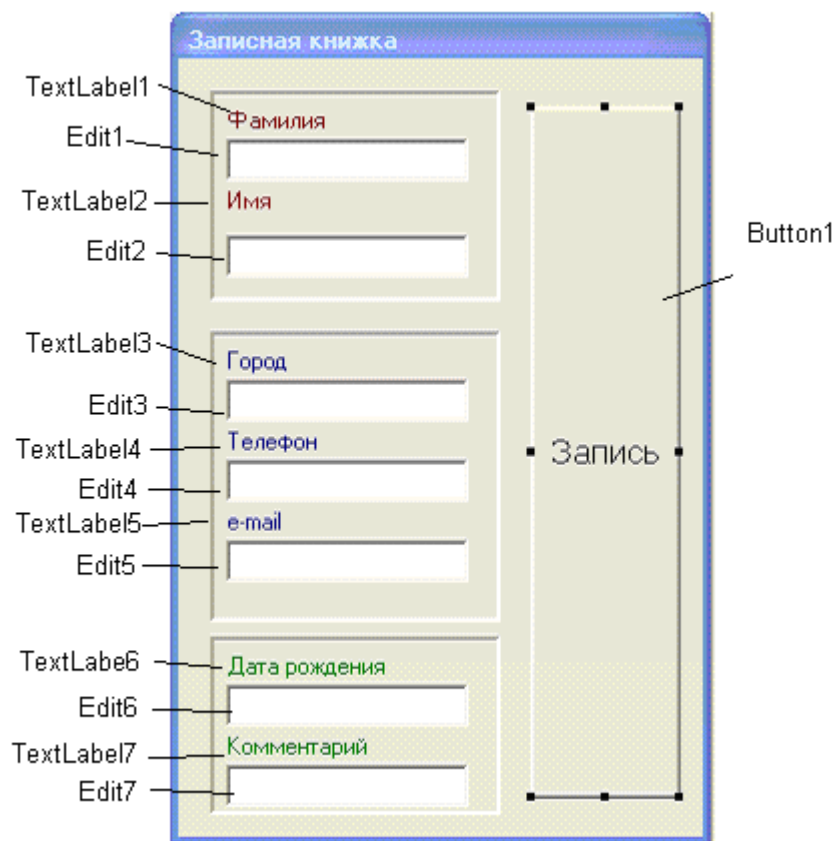 Записная книжка
TextLabel1
Фамилия
Edit1
TextLabel2
Имя
Edit2
Button1
TextLabel3
Город
Edit3
TextLabel4
Телефон
Запись
Edit4
TextLabel5
e-mail
Edit5
TextLabe6
Дата рождения
Edit6
TextLabel7
Комментарий
Edit7